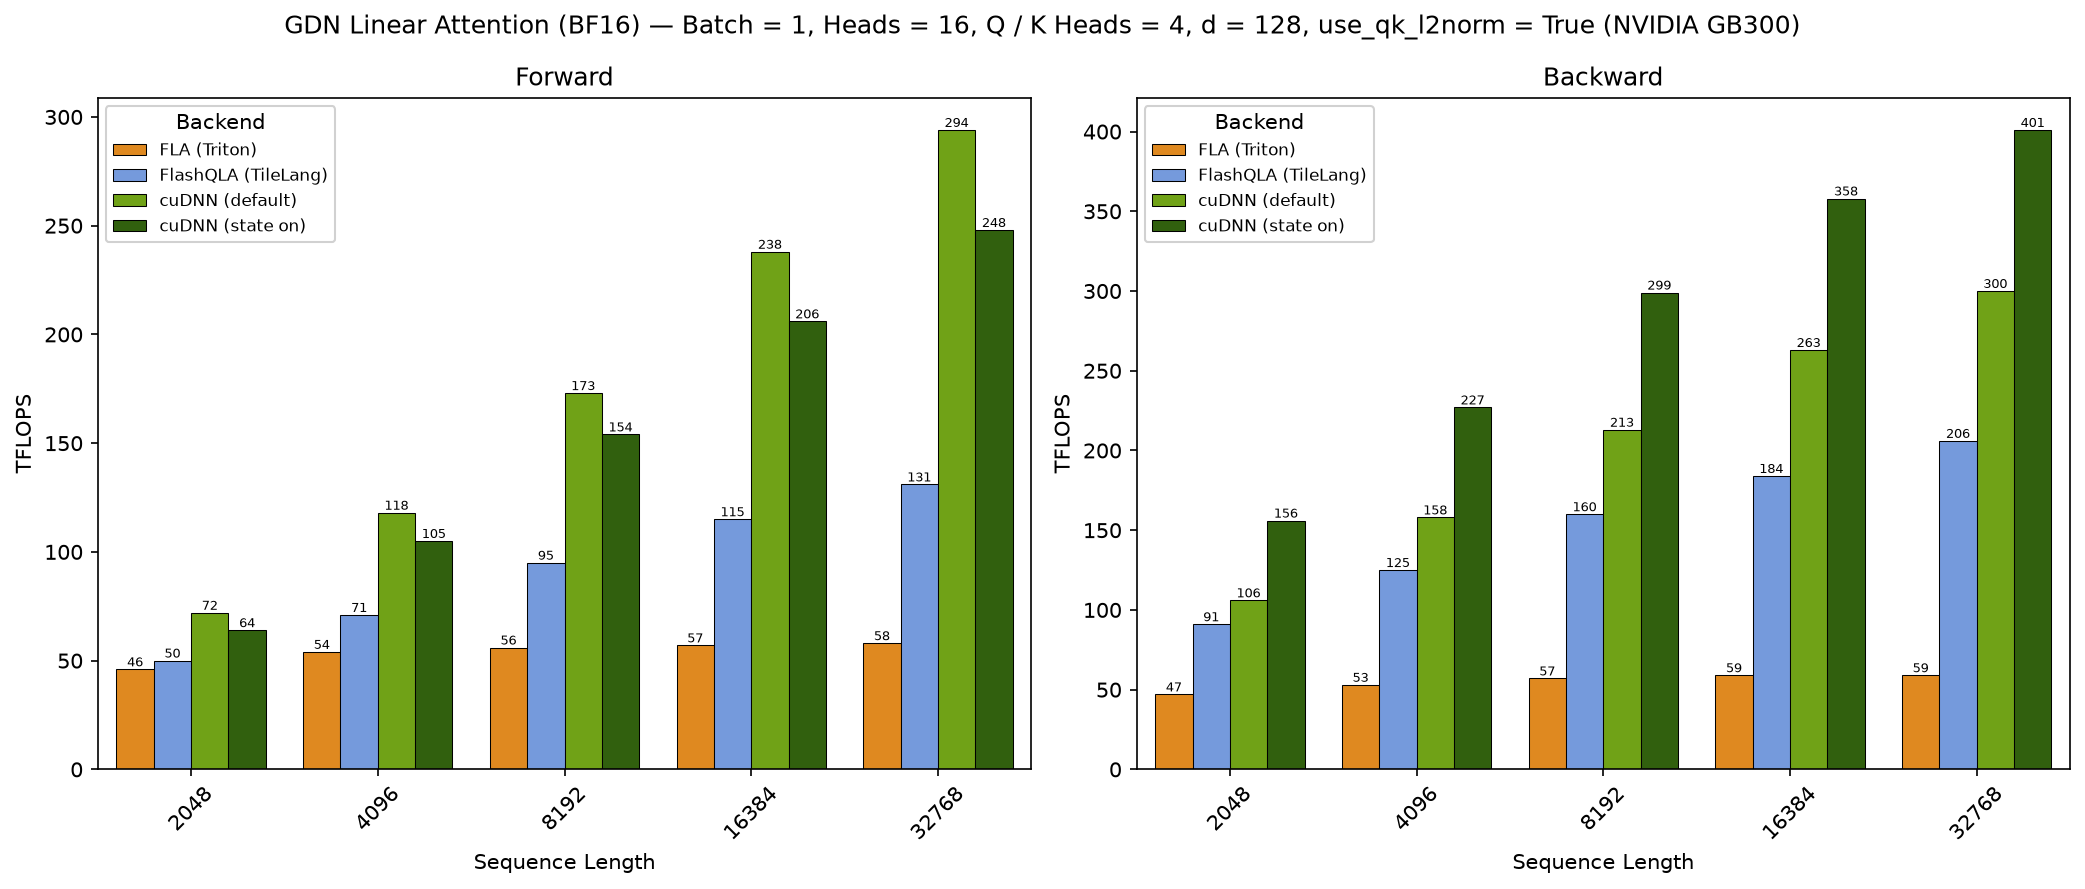 GDN Linear Attention (BF16) — Batch = 1, Heads = 16, Q / K Heads = 4, d = 128, use_qk_l2norm = True (NVIDIA GB300)
Forward
TFLOPS
300
250
200
150
100
50
0
Backend
FLA (Triton)
FlashQLA (TileLang)
cuDNN (default)
cuDNN (state on)
46 50 72 64
54 71 118 105
56 95 173 154
57 115 238 206
58 131 294 248
2048 4096 8192 16384 32768
Sequence Length
Backward
TFLOPS
400
350
300
250
200
150
100
50
0
Backend
FLA (Triton)
FlashQLA (TileLang)
cuDNN (default)
cuDNN (state on)
47 91 106 156
53 125 158 227
57 160 213 299
59 184 263 358
59 206 300 401
2048 4096 8192 16384 32768
Sequence Length